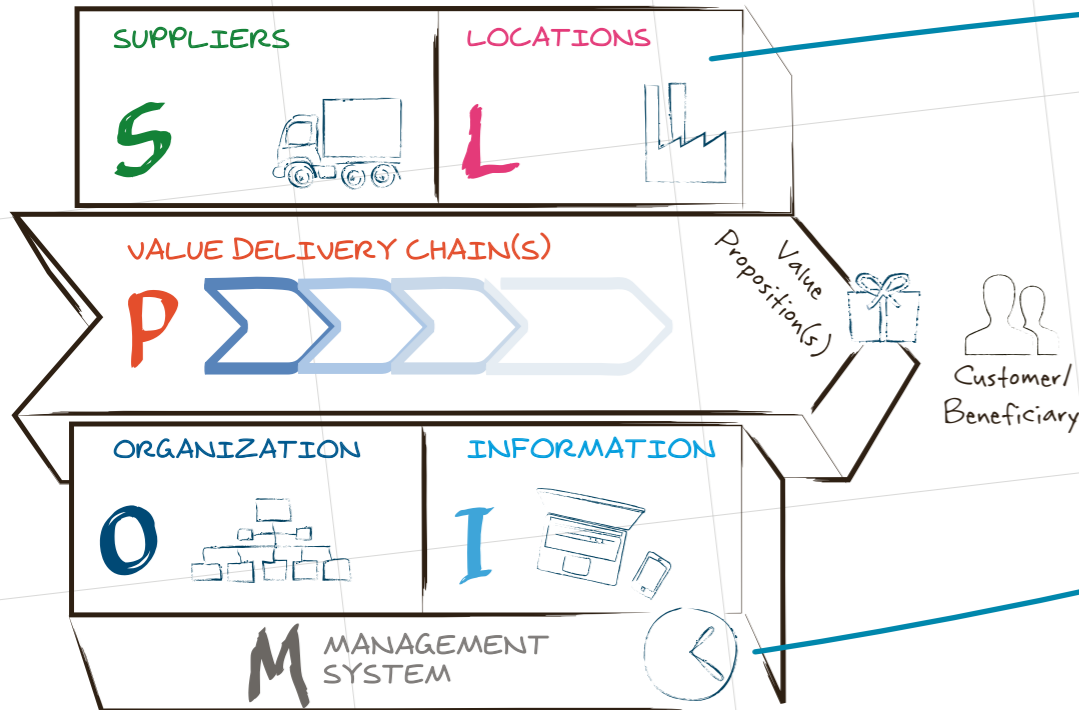 SUPPLIERS
LOCATIONS
S
L
VALUE DELIVERY CHAIN(S)
P
Value
Proposition(s)
Customer/
Beneficiary
ORGANIZATION
INFORMATION
O
I
M
MANAGEMENT
SYSTEM